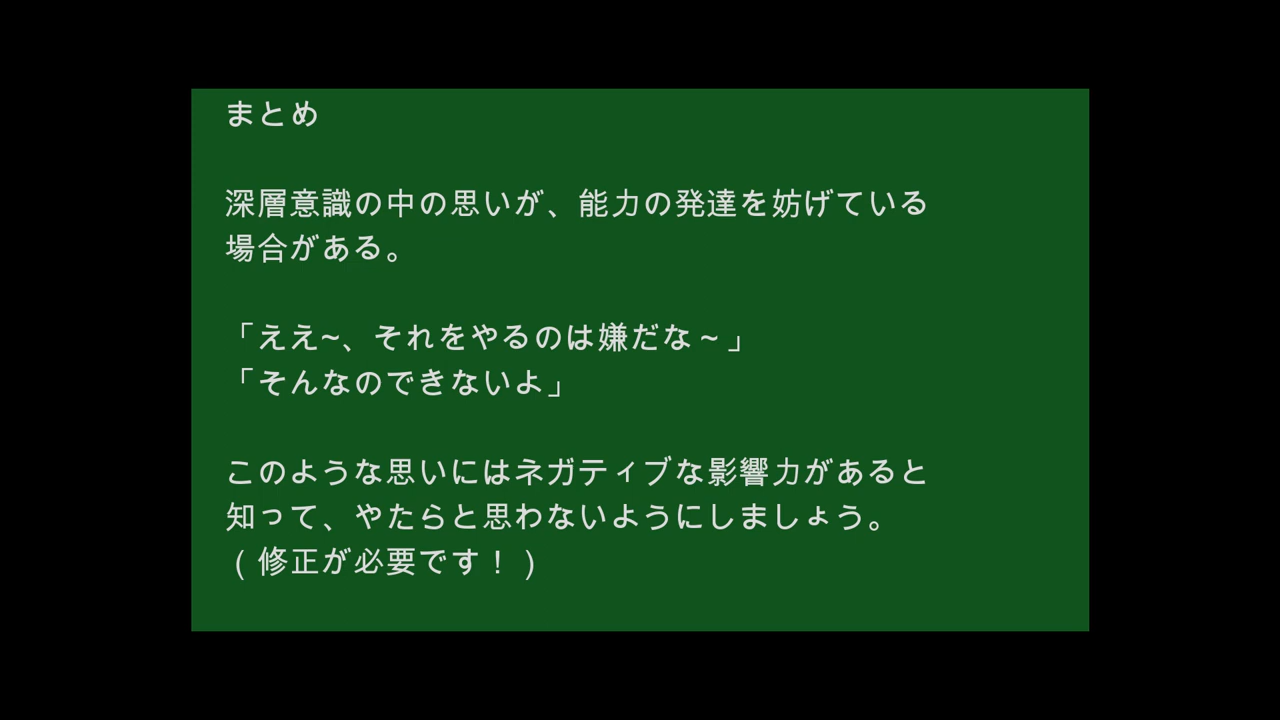 まとめ
深層意識の中の思いが、能力の発達を妨げている
場合がある。
「ええ~、それをやるのは嫌だな～」
「そんなのできないよ」
このような思いにはネガティブな影響力があると
知って、やたらと思わないようにしましょう。
（修正が必要です！）